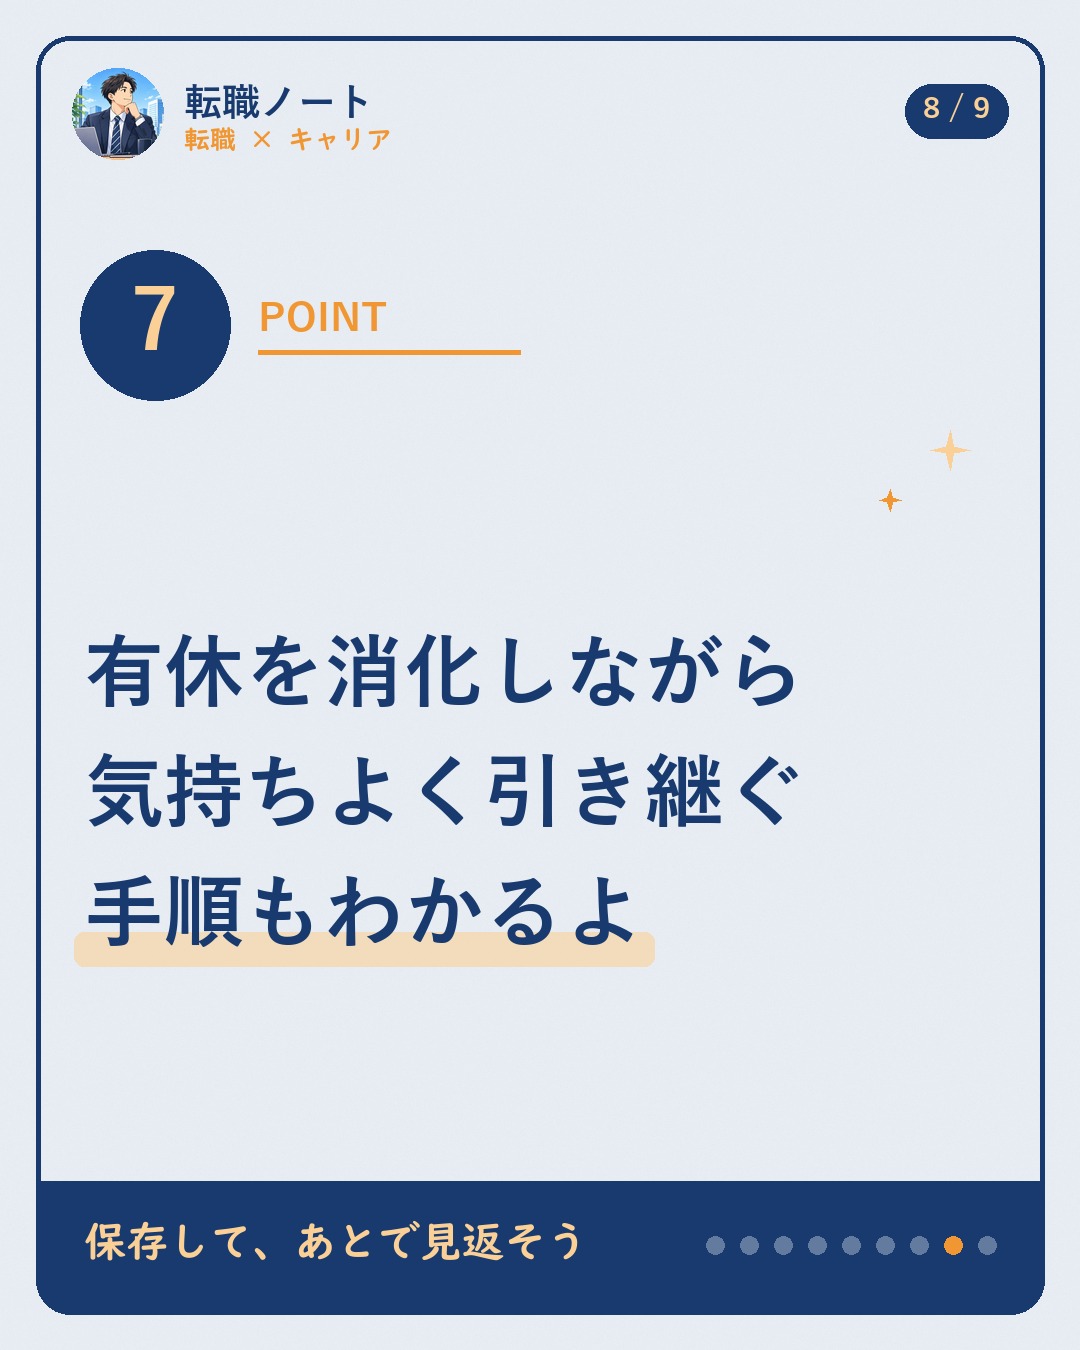 転職ノート
転職 × キャリア
8 / 9
7
POINT
有休を消化しながら
気持ちよく引き継ぐ
手順もわかるよ
保存して、あとで見返そう